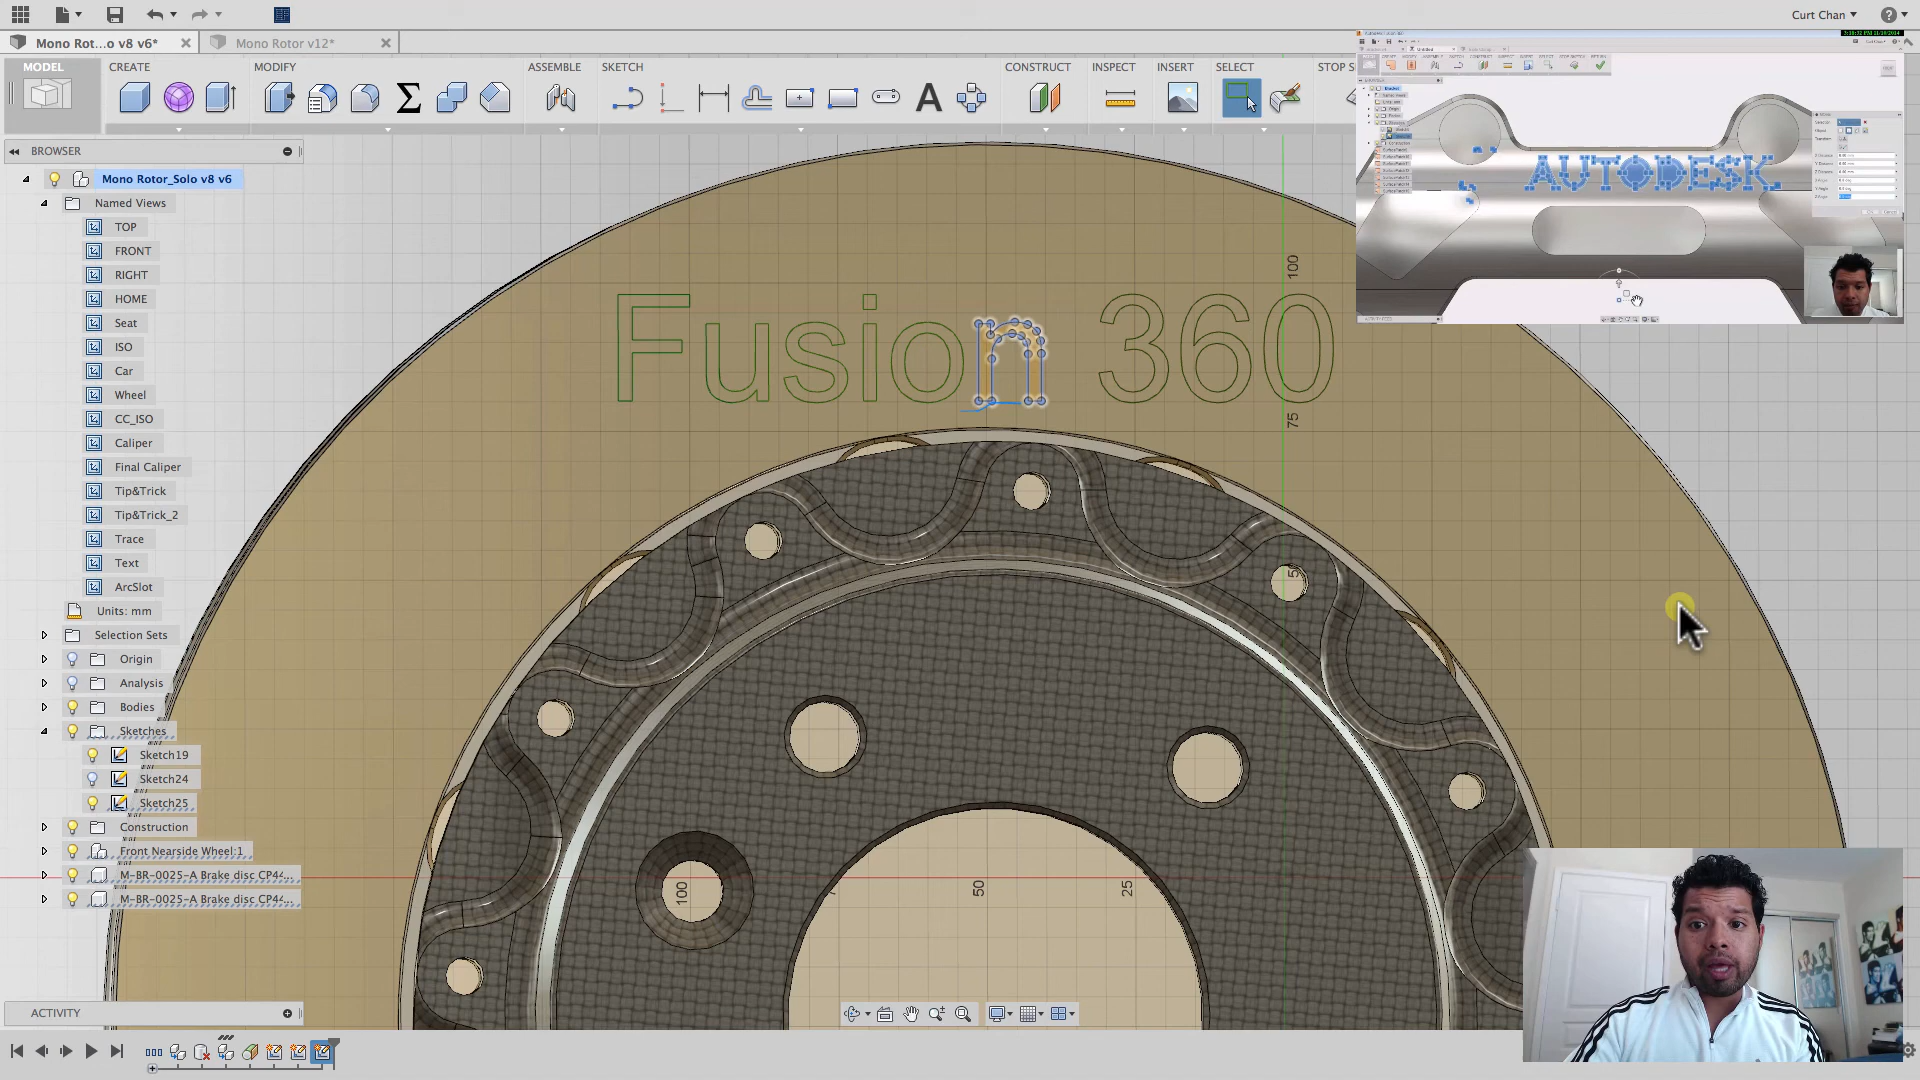 Curt Chan
Mono Rot...o v8 v6*
Mono Rotor v12*
MODEL
CREATE
MODIFY
ASSEMBLE
SKETCH
CONSTRUCT
INSPECT
INSERT
SELECT
STOP S
BROWSER
Mono Rotor_Solo v8 v6
Named Views
TOP
FRONT
RIGHT
HOME
Seat
ISO
Car
Wheel
CC_ISO
Caliper
Final Caliper
Tip&Trick
Tip&Trick_2
Trace
Text
ArcSlot
Units: mm
Selection Sets
Origin
Analysis
Bodies
Sketches
Sketch19
Sketch24
Sketch25
Construction
Front Nearside Wheel:1
M-BR-0025-A Brake disc CP44...
M-BR-0025-A Brake disc CP44...
ACTIVITY
Fusion 360
100
75
100
50
25
AUTODESK